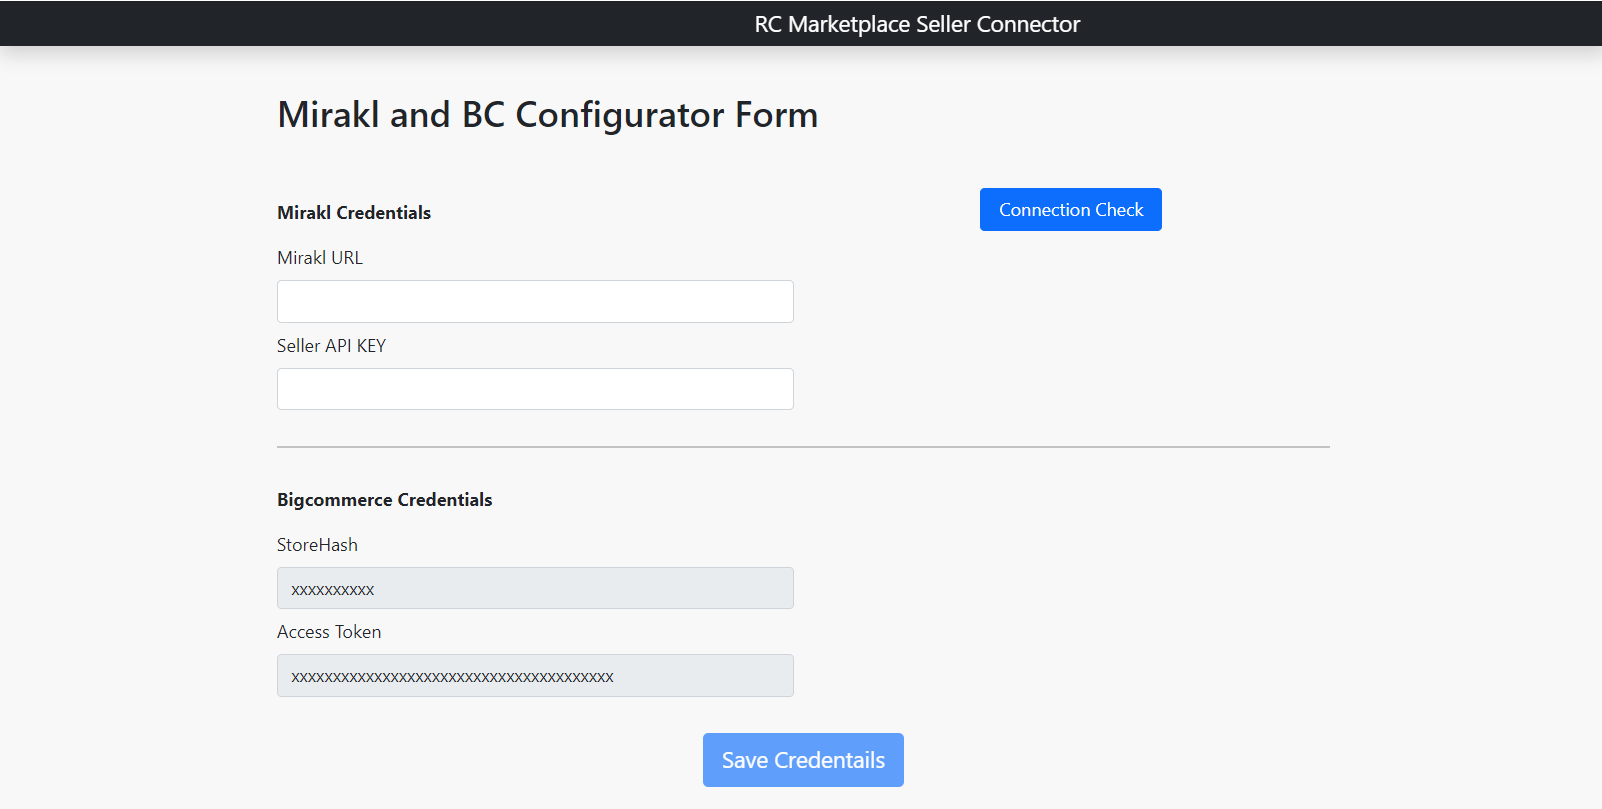 RC Marketplace Seller Connector
Mirakl and BC Configurator Form
Mirakl Credentials
Connection Check
Mirakl URL
Seller API KEY
Bigcommerce Credentials
StoreHash
xxxxxxxxxx
Access Token
xxxxxxxxxxxxxxxxxxxxxxxxxxxxxxxxxxxxxxx
Save Credentails